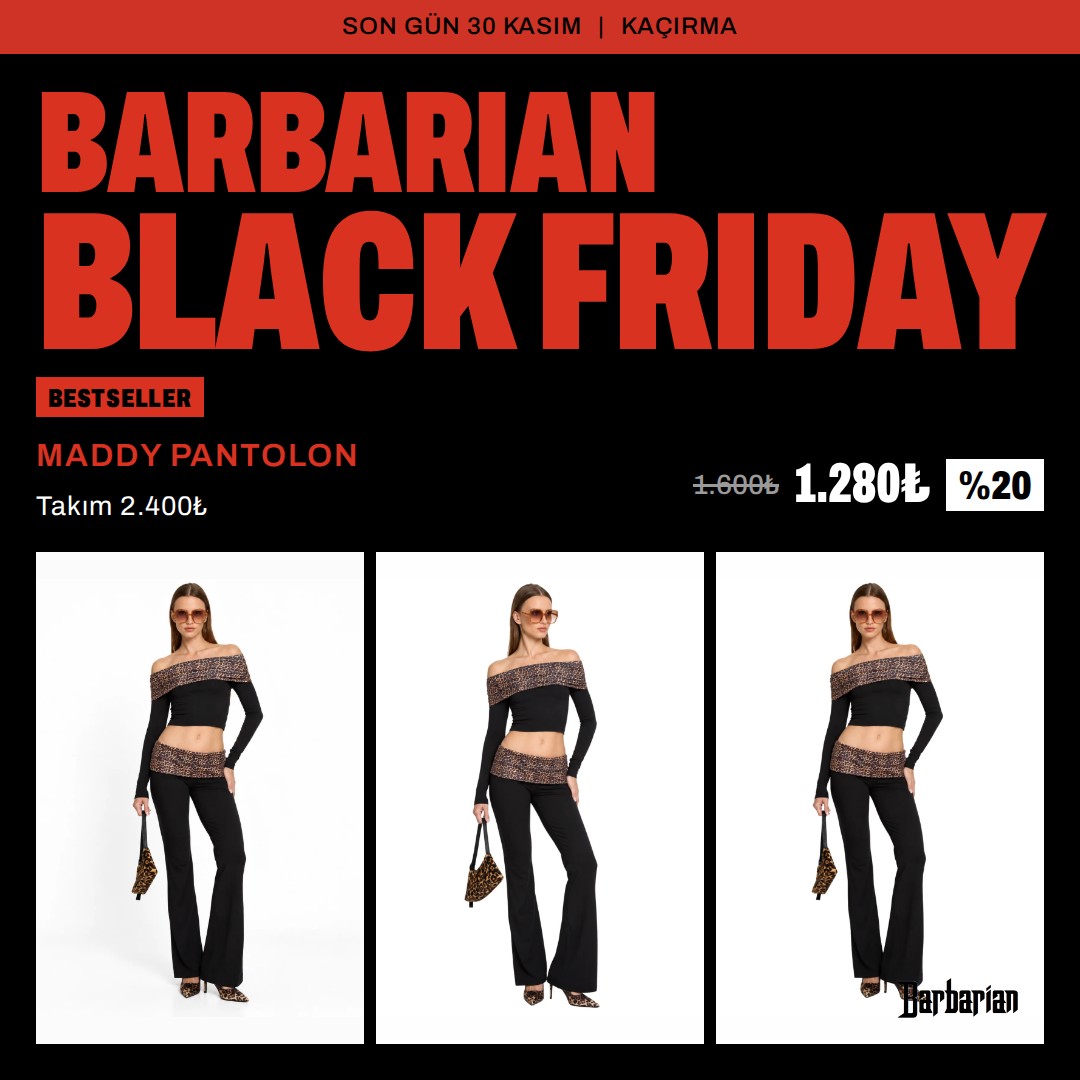 SON GÜN 30 KASIM | KAÇIRMA
BARBARIAN
BLACK FRIDAY
BESTSELLER
MADDY PANTOLON
Takım 2.400₺
1.600₺ 1.280₺ %20
Barbarian